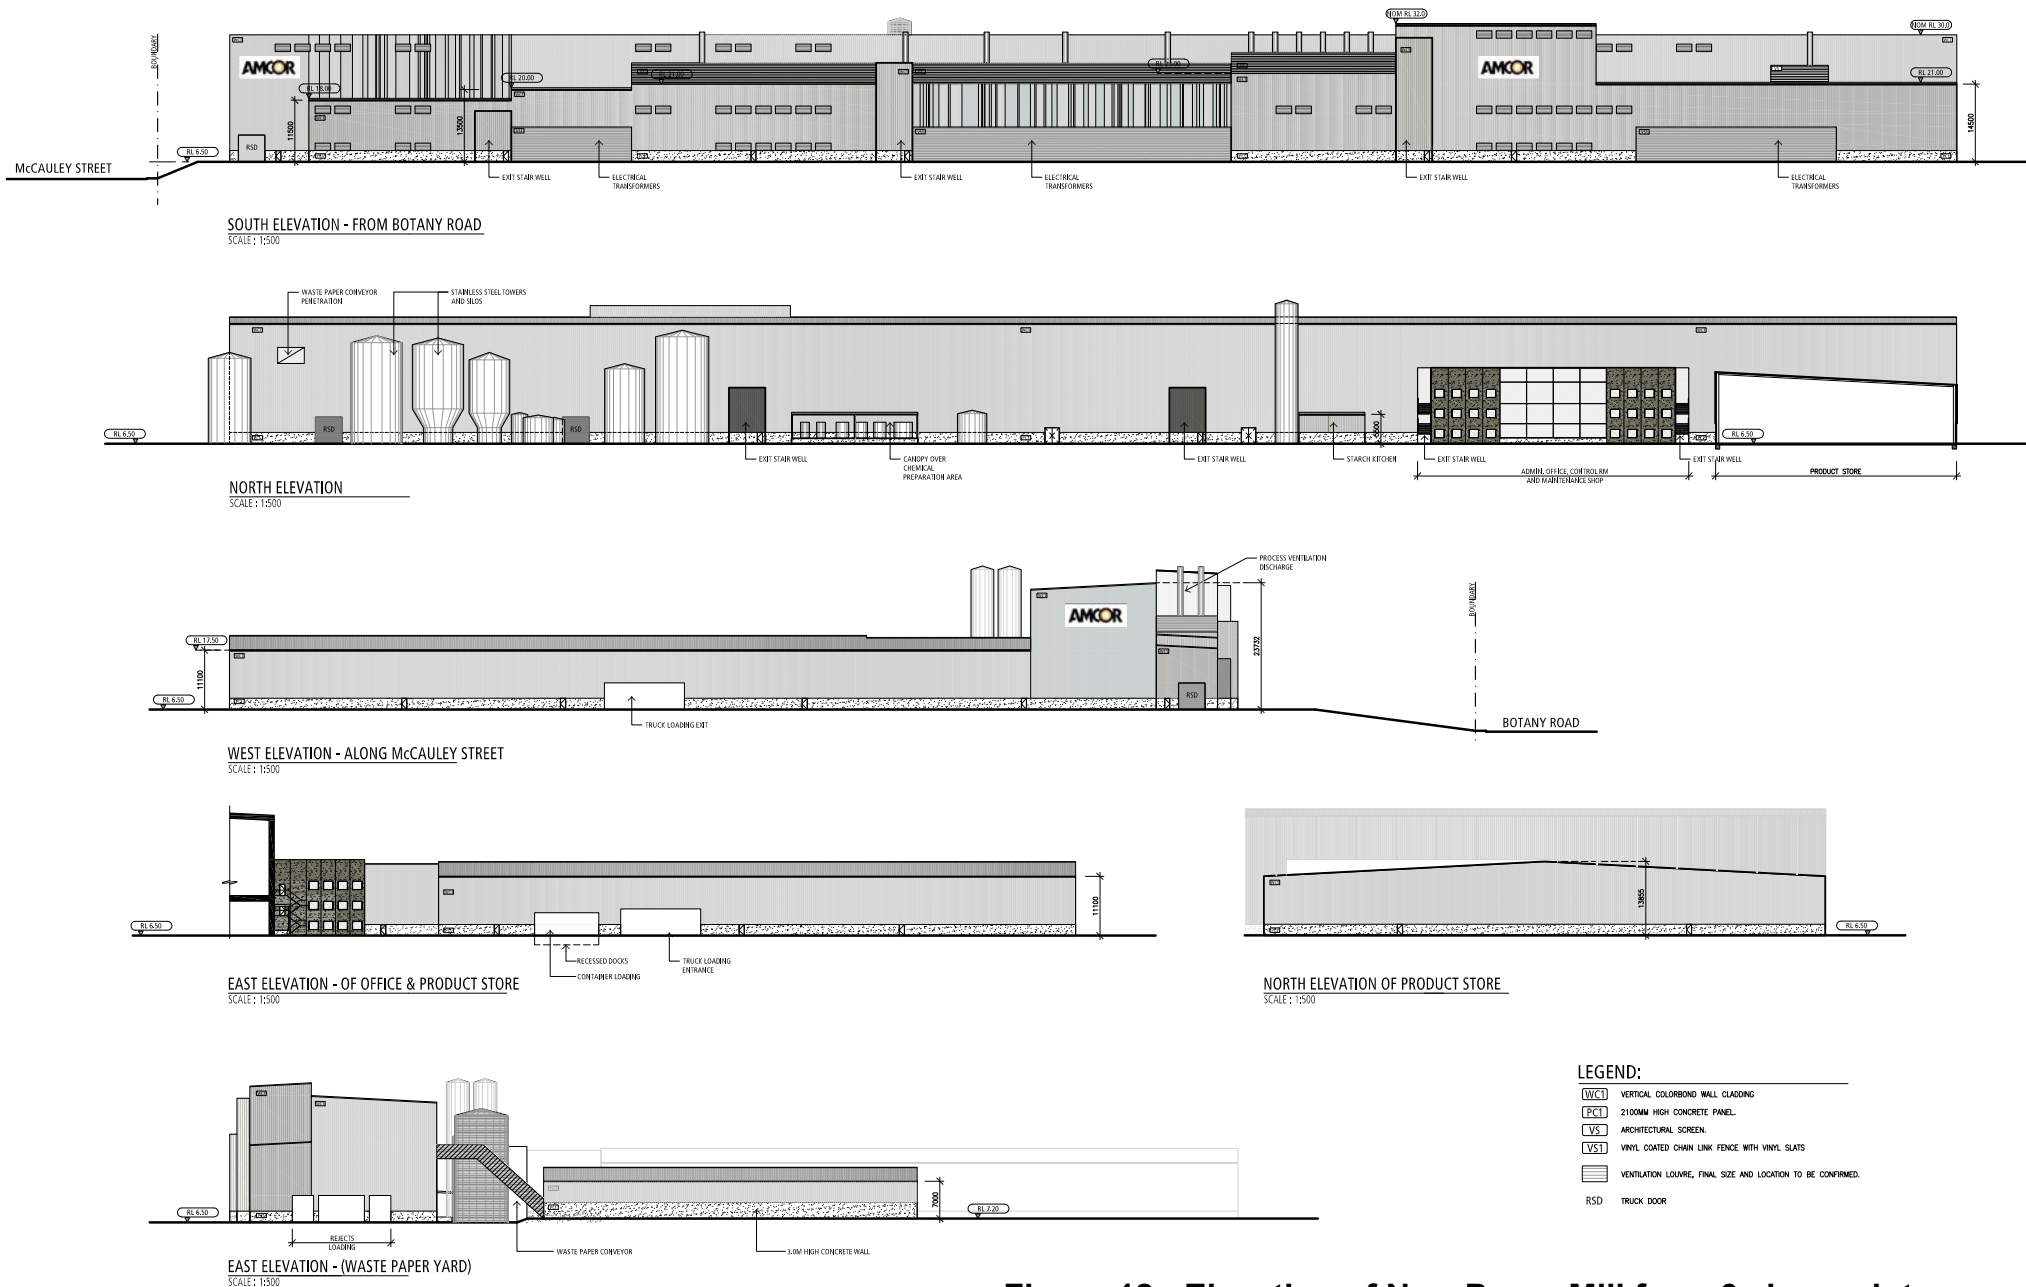 NOM RL 32.0
NOM RL 30.0
BOUNDARY
AMCOR
AMCOR
RL 20.00
RL 21.00
RL 18.00
RL 21.00
11500
13500
14500
RSD
RL 6.50
McCAULEY STREET
EXIT STAIR WELL
ELECTRICAL
TRANSFORMERS
EXIT STAIR WELL
ELECTRICAL
TRANSFORMERS
EXIT STAIR WELL
ELECTRICAL
TRANSFORMERS
SOUTH ELEVATION - FROM BOTANY ROAD
SCALE : 1:500
WASTE PAPER CONVEYOR
PENETRATION
STAINLESS STEEL TOWERS
AND SILOS
RSD
RSD
RL 6.50
RL 6.50
EXIT STAIR WELL
CANOPY OVER
CHEMICAL
PREPARATION AREA
EXIT STAIR WELL
STARCH KITCHEN
EXIT STAIR WELL
EXIT STAIR WELL
ADMIN. OFFICE, CONTROL RM
AND MAINTENANCE SHOP
PRODUCT STORE
NORTH ELEVATION
SCALE : 1:500
PROCESS VENTILATION
DISCHARGE
BOUNDARY
AMCOR
RL 17.50
11100
23732
RSD
RL 6.50
TRUCK LOADING EXIT
BOTANY ROAD
WEST ELEVATION - ALONG McCAULEY STREET
SCALE : 1:500
11100
RL 6.50
RECESSED DOCKS
CONTAINER LOADING
TRUCK LOADING
ENTRANCE
EAST ELEVATION - OF OFFICE & PRODUCT STORE
SCALE : 1:500
13855
RL 6.50
NORTH ELEVATION OF PRODUCT STORE
SCALE : 1:500
7000
RL 6.50
RL 7.20
REJECTS
LOADING
WASTE PAPER CONVEYOR
3.0M HIGH CONCRETE WALL
EAST ELEVATION - (WASTE PAPER YARD)
SCALE : 1:500
LEGEND:
WC1 VERTICAL COLORBOND WALL CLADDING
PC1 2100MM HIGH CONCRETE PANEL.
VS ARCHITECTURAL SCREEN.
VS1 VINYL COATED CHAIN LINK FENCE WITH VINYL SLATS
VENTILATION LOUVRE, FINAL SIZE AND LOCATION TO BE CONFIRMED.
RSD TRUCK DOOR